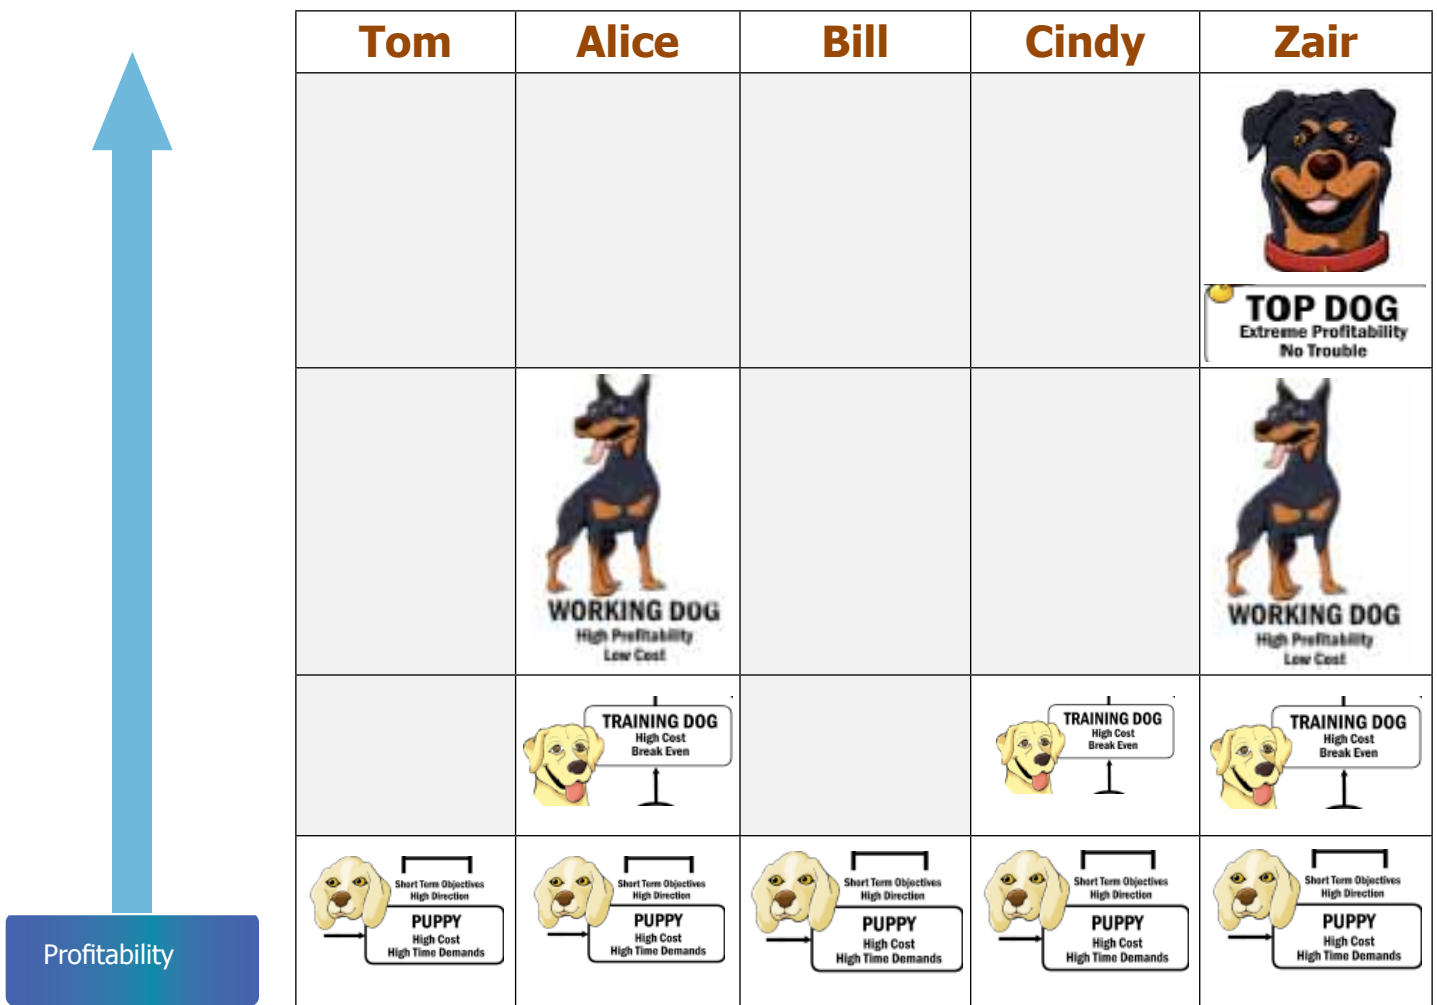 Tom Alice Bill Cindy Zair
TOP DOG
Extreme Profitability
No Trouble
WORKING DOG
High Profitability
Low Cost
WORKING DOG
High Profitability
Low Cost
TRAINING DOG
High Cost
Break Even
TRAINING DOG
High Cost
Break Even
TRAINING DOG
High Cost
Break Even
Short Term Objectives
High Direction
PUPPY
High Cost
High Time Demands
Short Term Objectives
High Direction
PUPPY
High Cost
High Time Demands
Short Term Objectives
High Direction
PUPPY
High Cost
High Time Demands
Short Term Objectives
High Direction
PUPPY
High Cost
High Time Demands
Short Term Objectives
High Direction
PUPPY
High Cost
High Time Demands
Profitability